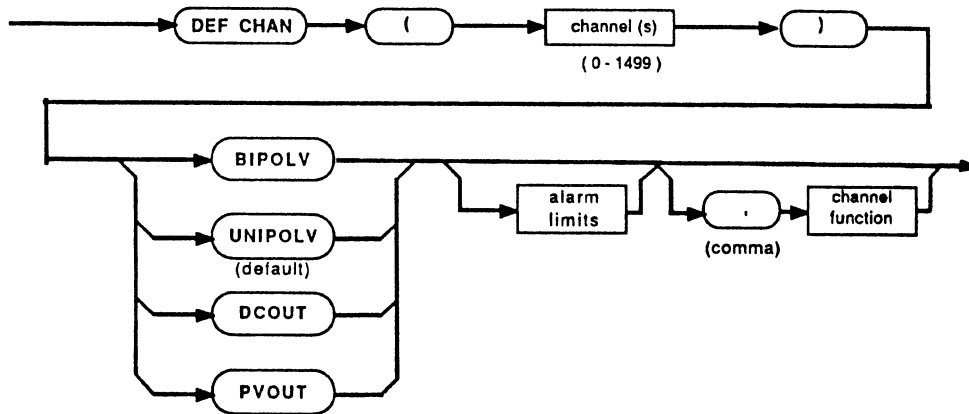 DEF CHAN
(
channel (s)
)
( 0 - 1499 )
BIPOLV
alarm
limits
,
channel
function
UNIPOLV
(default)
(comma)
DCOUT
PVOUT